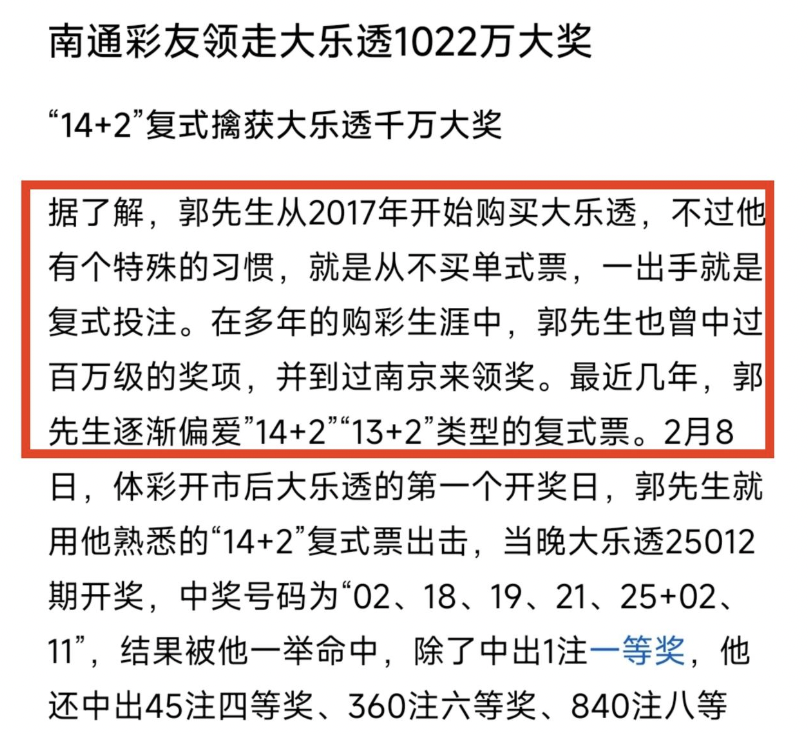 南通彩友领走大乐透1022万大奖
“14+2”复式擒获大乐透千万大奖
据了解，郭先生从2017年开始购买大乐透，不过他
有个特殊的习惯，就是从不买单式票，一出手就是
复式投注。在多年的购彩生涯中，郭先生也曾中过
百万级的奖项，并到过南京来领奖。最近几年，郭
先生逐渐偏爱”14+2”“13+2”类型的复式票。2月8
日，体彩开市后大乐透的第一个开奖日，郭先生就
用他熟悉的“14+2”复式票出击，当晚大乐透25012
期开奖，中奖号码为“02、18、19、21、25+02、
11”，结果被他一举命中，除了中出1注一等奖，他
还中出45注四等奖、360注六等奖、840注八等